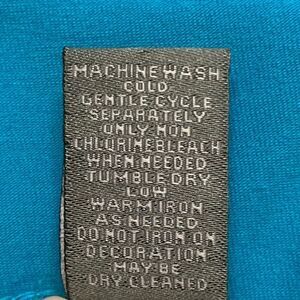 MACHINE WASH
COLD
GENTLE CYCLE
SEPARATELY
ONLY NON
CHLORINE BLEACH
WHEN NEEDED
TUMBLE DRY
LOW
WARM IRON
AS NEEDED
DO NOT IRON ON
DECORATION
MAY BE
DRY CLEANED